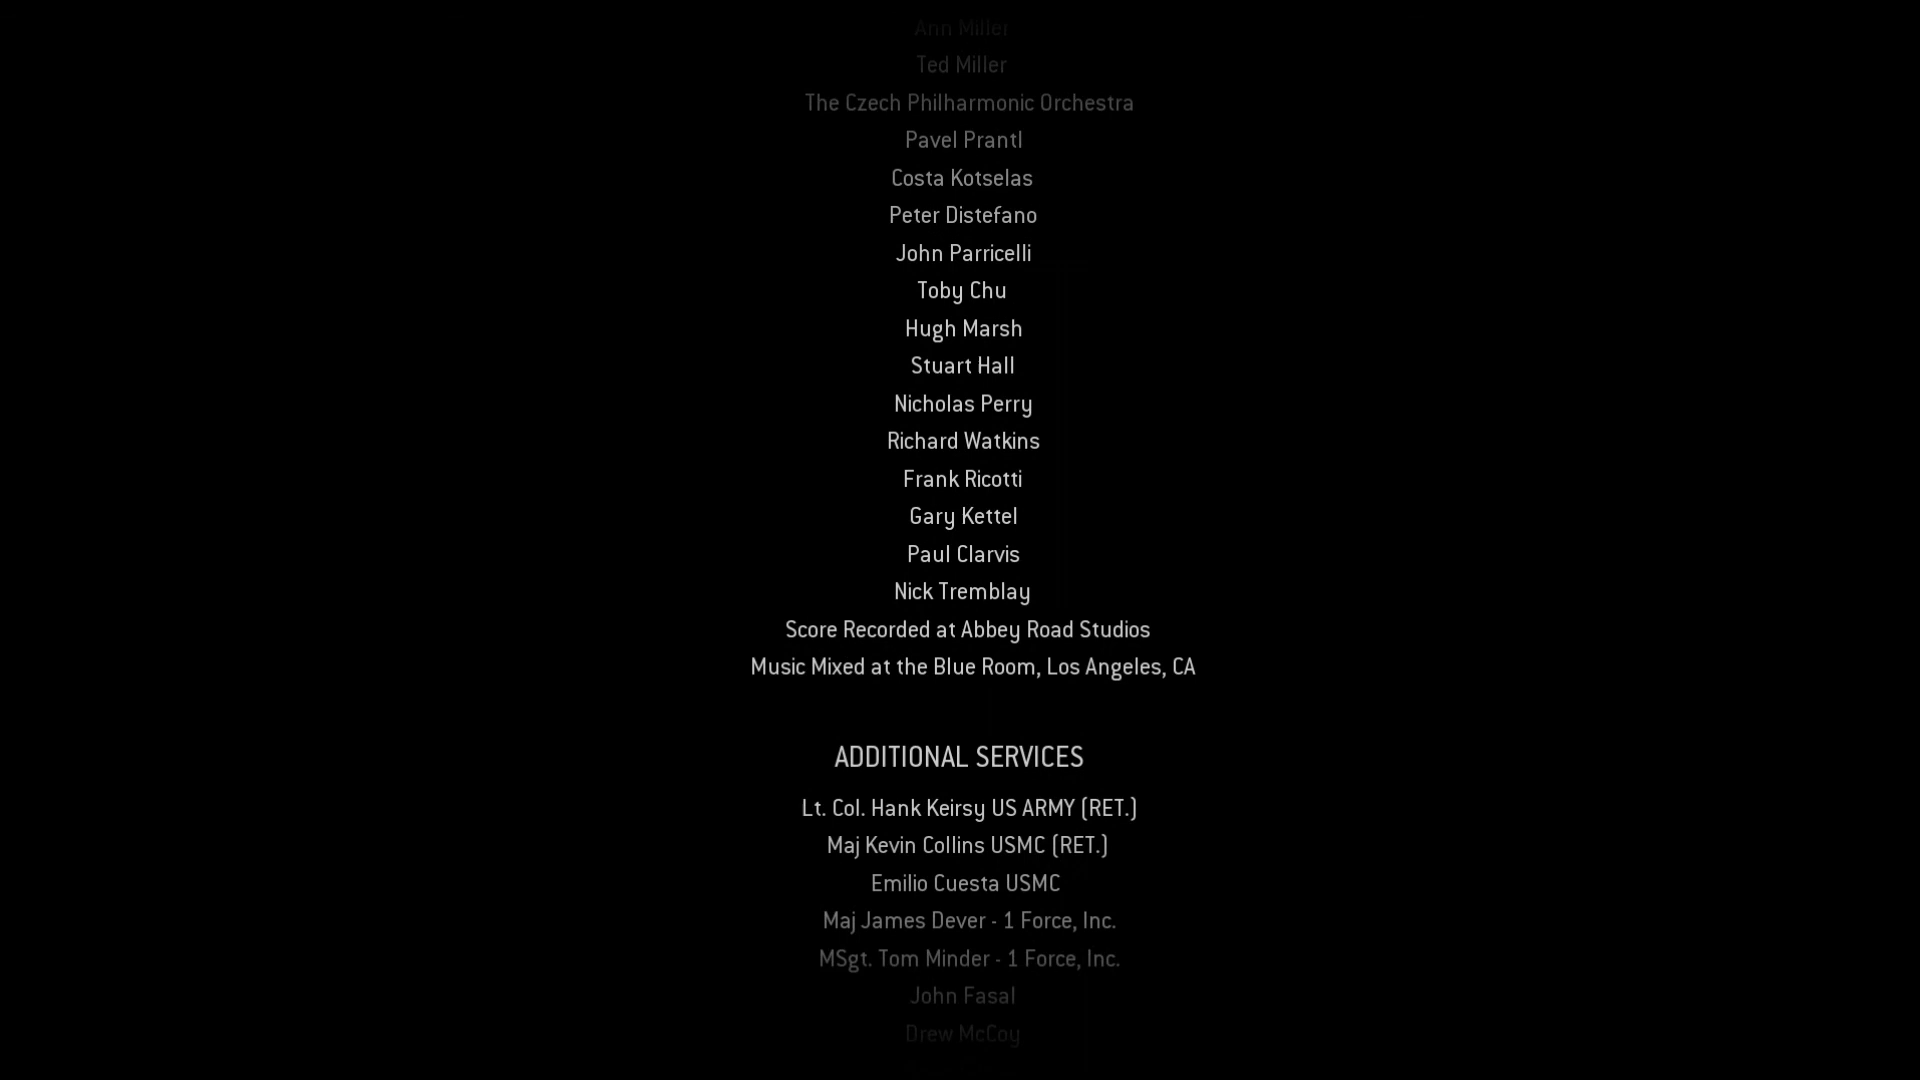 Ann Miller
Ted Miller
The Czech Philharmonic Orchestra
Pavel Prantl
Costa Kotselas
Peter Distefano
John Parricelli
Toby Chu
Hugh Marsh
Stuart Hall
Nicholas Perry
Richard Watkins
Frank Ricotti
Gary Kettel
Paul Clarvis
Nick Tremblay
Score Recorded at Abbey Road Studios
Music Mixed at the Blue Room, Los Angeles, CA
ADDITIONAL SERVICES
Lt. Col. Hank Keirsy US ARMY (RET.)
Maj Kevin Collins USMC (RET.)
Emilio Cuesta USMC
Maj James Dever - 1 Force, Inc.
MSgt. Tom Minder - 1 Force, Inc.
John Fasal
Drew McCoy